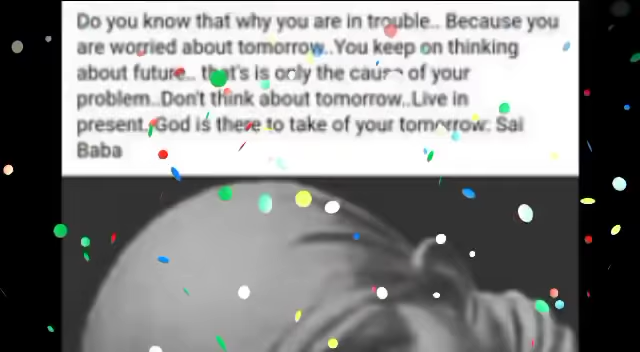 Do you know that why you are in trouble.. Because you
are worried about tomorrow..You keep on thinking
about future.. that's is only the cause of your
problem..Don't think about tomorrow..Live in
present..God is there to take of your tomorrow: Sai
Baba